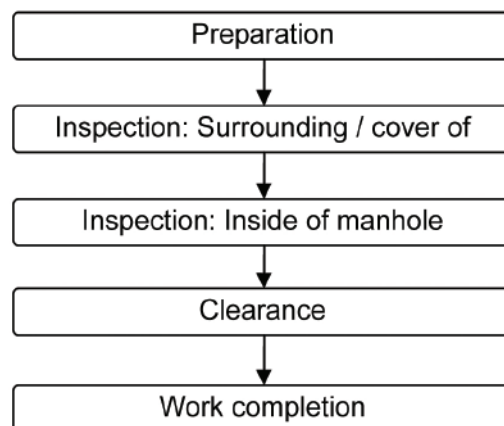 Preparation
Inspection: Surrounding / cover of
Inspection: Inside of manhole
Clearance
Work completion